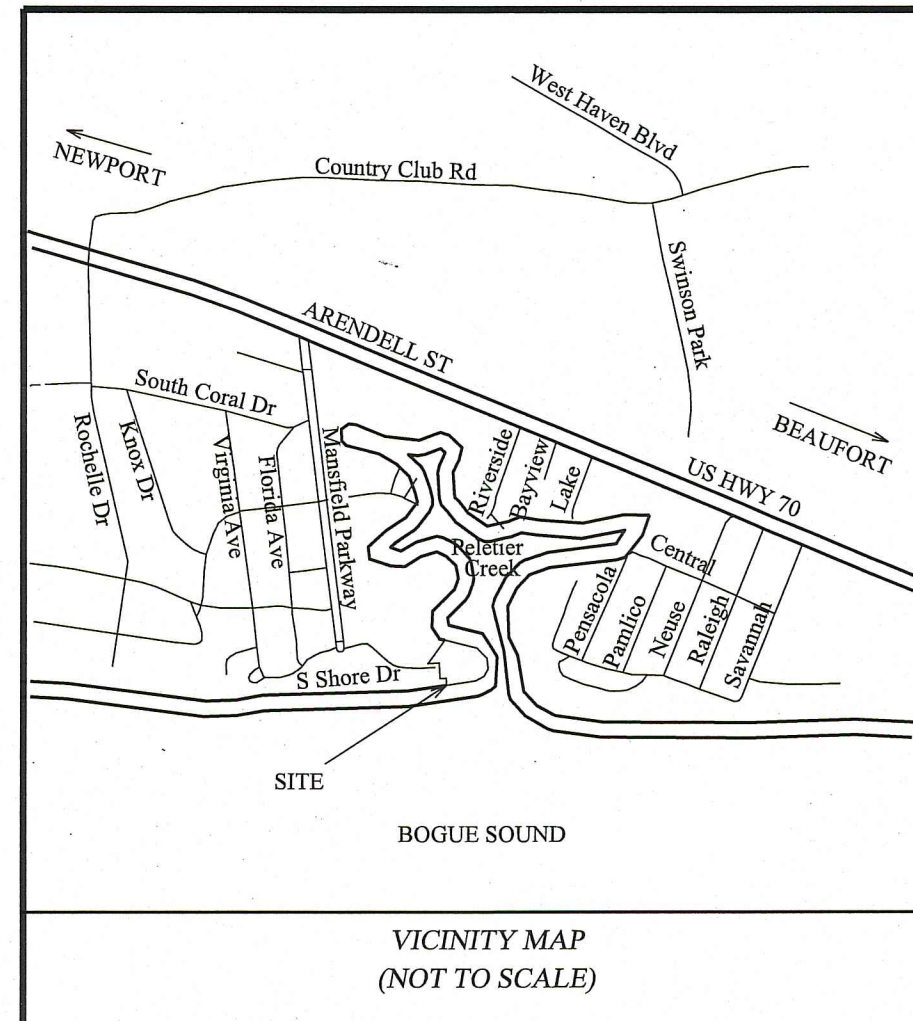 West Haven Blvd
NEWPORT
Country Club Rd
Swinson Park
ARENDELL ST
South Coral Dr
BEAUFORT
US HWY 70
Rochelle Dr
Knox Dr
Virginia Ave
Florida Ave
Mansfield Parkway
Riverside
Bayview
Lake
Peletier
Creek
Central
Pensacola
Pamlico
Neuse
Raleigh
Savannah
S Shore Dr
SITE
BOGUE SOUND
VICINITY MAP
(NOT TO SCALE)